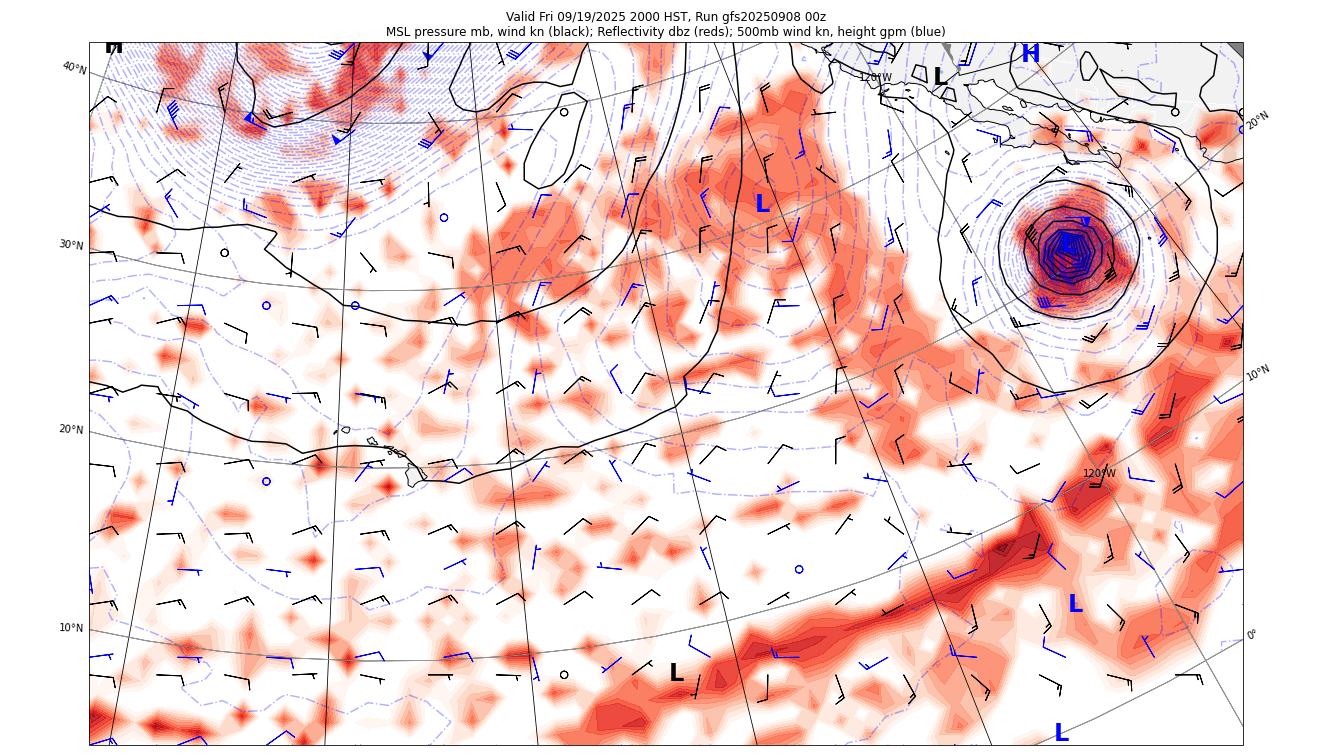 Valid Fri 09/19/2025 2000 HST, Run gfs20250908 00z
MSL pressure mb, wind kn (black); Reflectivity dbz (reds); 500mb wind kn, height gpm (blue)
H
H
40°N
120°W
L
20°N
L
30°N
10°N
20°N
120°W
L
10°N
0°
L
L